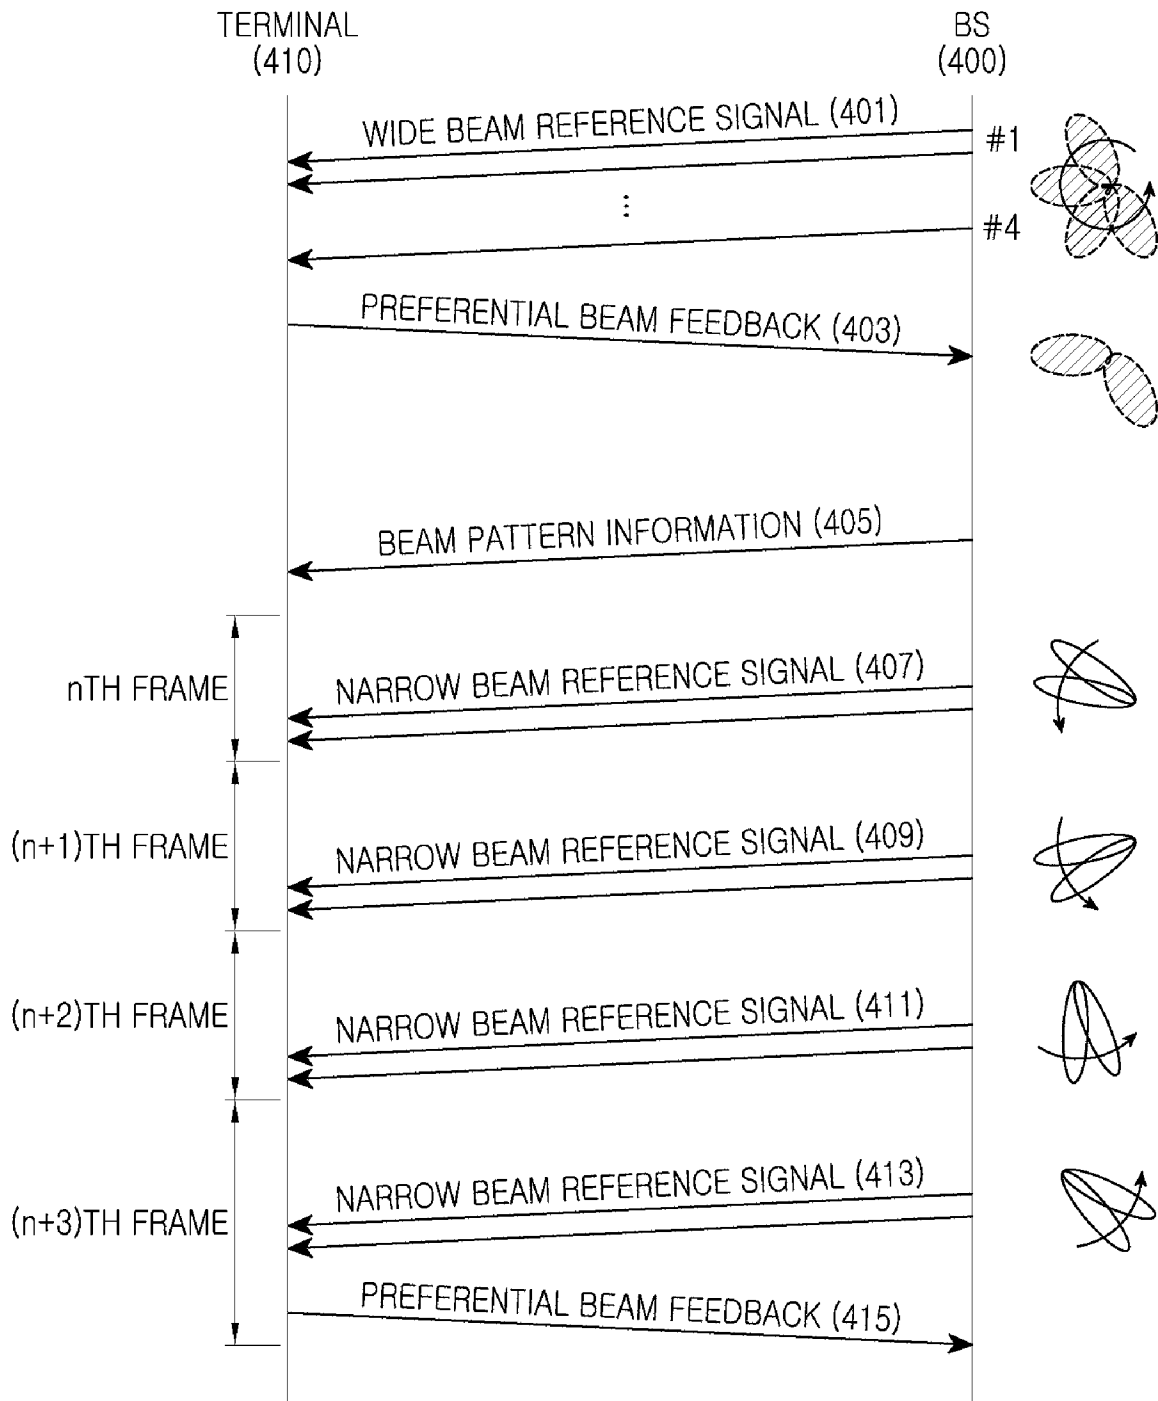 TERMINAL
(410)
BS
(400)
WIDE BEAM REFERENCE SIGNAL (401)
#1
#4
PREFERENTIAL BEAM FEEDBACK (403)
BEAM PATTERN INFORMATION (405)
nTH FRAME
NARROW BEAM REFERENCE SIGNAL (407)
(n+1)TH FRAME
NARROW BEAM REFERENCE SIGNAL (409)
(n+2)TH FRAME
NARROW BEAM REFERENCE SIGNAL (411)
(n+3)TH FRAME
NARROW BEAM REFERENCE SIGNAL (413)
PREFERENTIAL BEAM FEEDBACK (415)